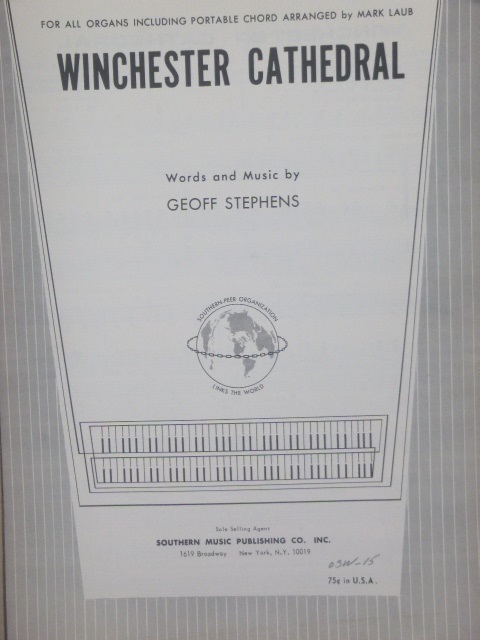 FOR ALL ORGANS INCLUDING PORTABLE CHORD ARRANGED by MARK LAUB
WINCHESTER CATHEDRAL
Words and Music by
GEOFF STEPHENS
SOUTHERN-PEER ORGANIZATION
LINKS THE WORLD
Sole Selling Agent
SOUTHERN MUSIC PUBLISHING CO. INC.
1619 Broadway New York, N.Y. 10019
75¢ in U.S.A.